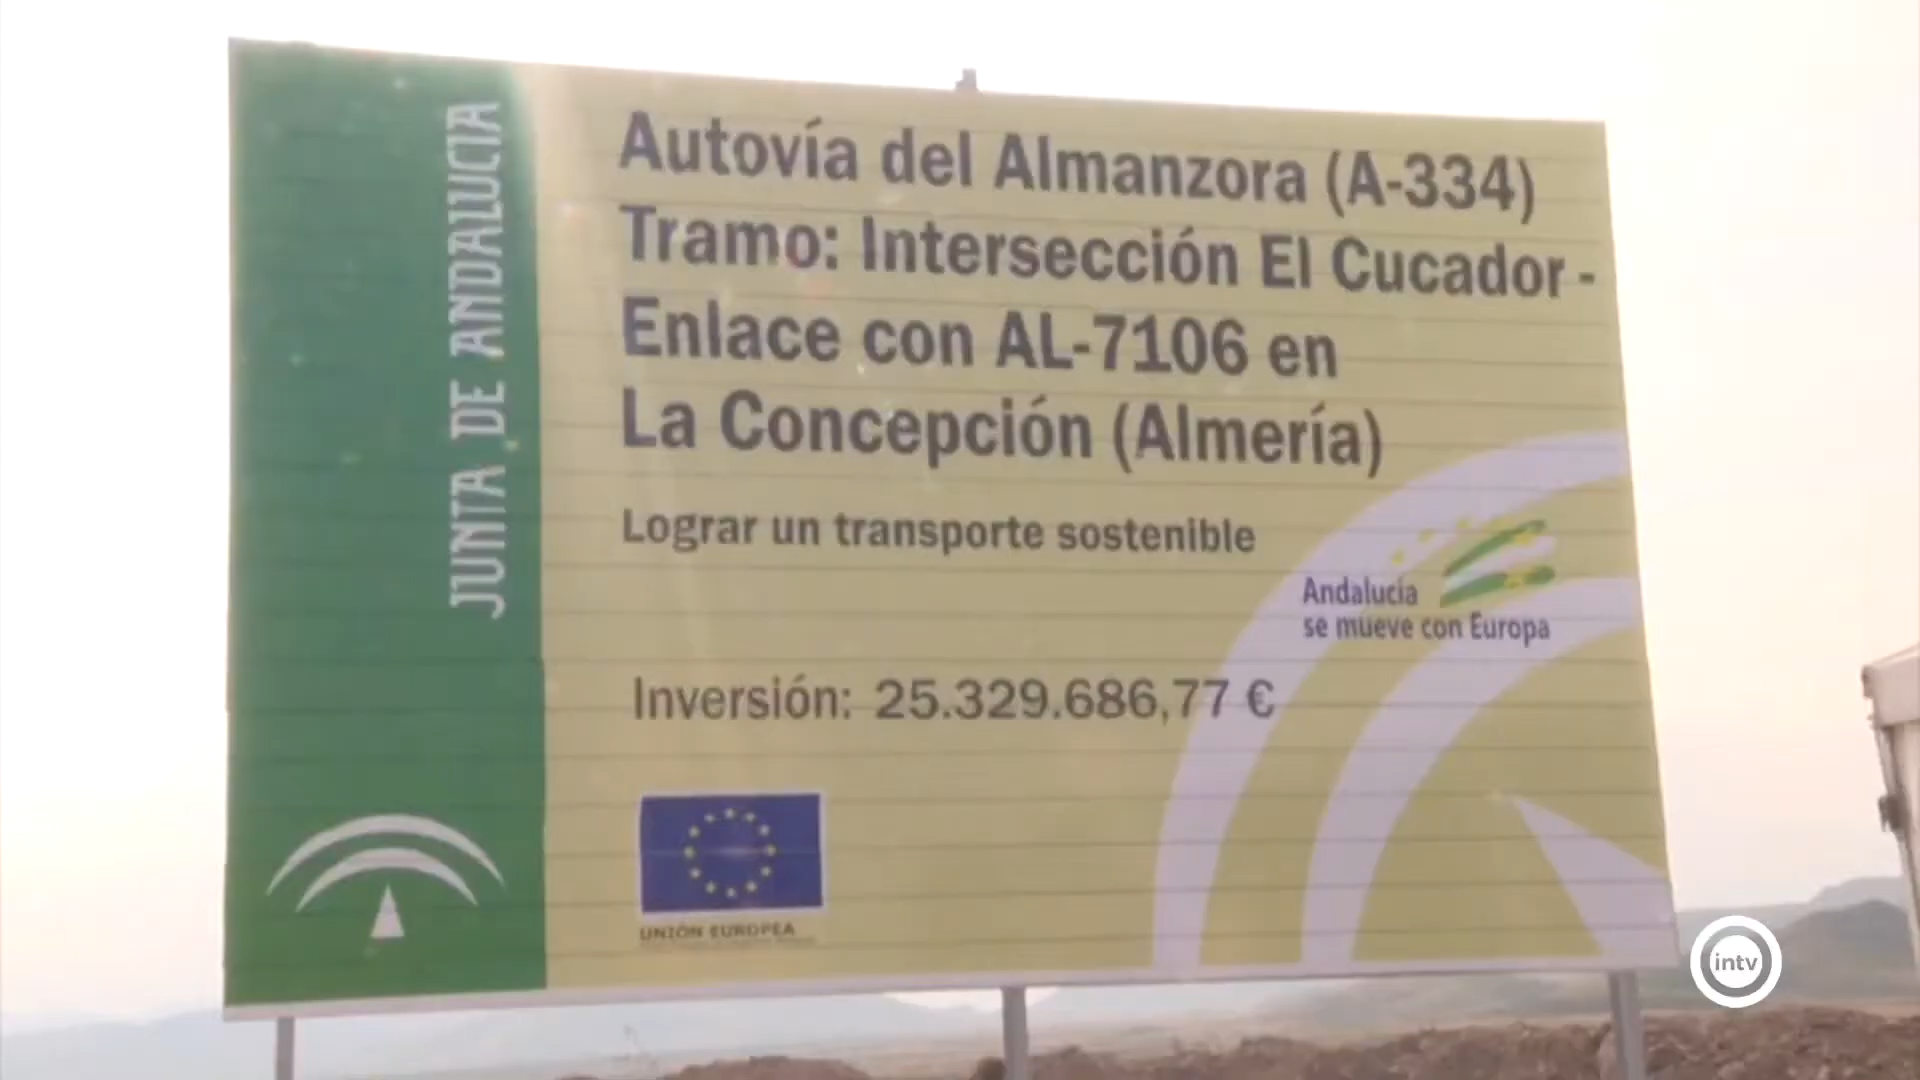 JUNTA DE ANDALUCIA
Autovía del Almanzora (A-334)
Tramo: Intersección El Cucador -
Enlace con AL-7106 en
La Concepción (Almería)
Lograr un transporte sostenible
Andalucía
se mueve con Europa
Inversión: 25.329.686,77 €
UNIÓN EUROPEA
intv